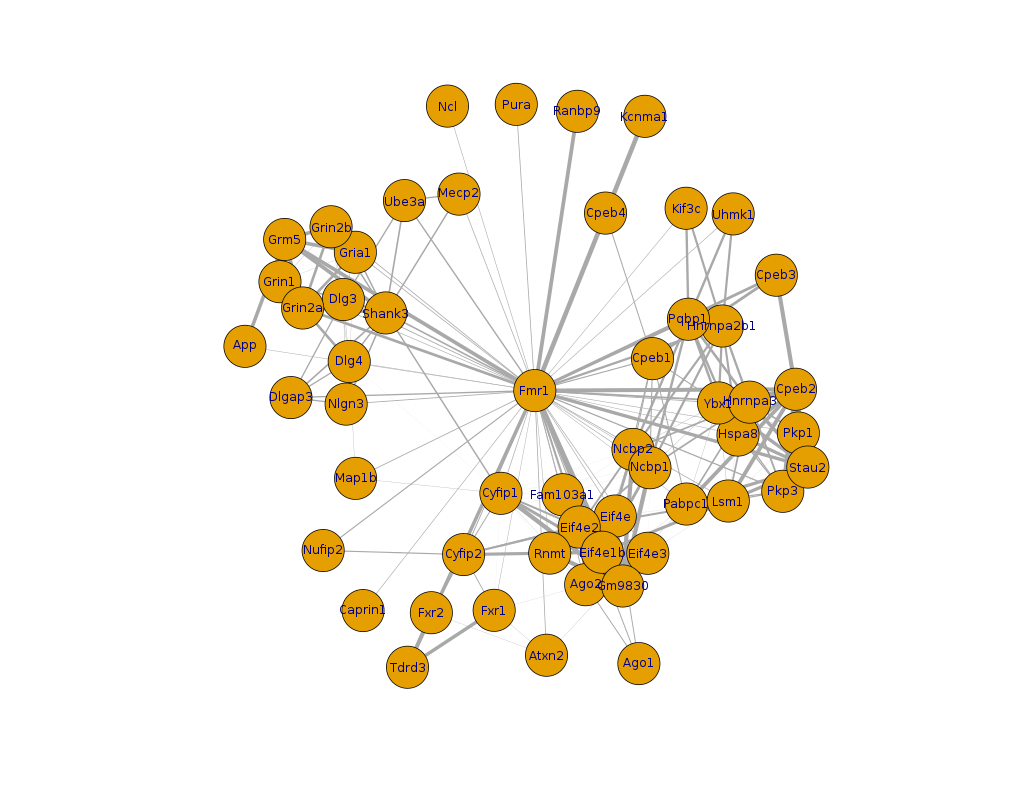 Ncl
Pura
Ranbp9
Kcnma1
Mecp2
Ube3a
Cpeb4
Kif3c
Uhmk1
Grin2b
Grm5
Gria1
Cpeb3
Grin1
Dlg3
Grin2a
Shank3
Pqbp1
Hnrnpa2b1
App
Dlg4
Cpeb1
Fmr1
Cpeb2
Dlgap3
Nlgn3
Ybx1
Hnrnpa3
Hspa8
Pkp1
Ncbp2
Ncbp1
Stau2
Map1b
Cyfip1
Fam103a1
Pkp3
Pabpc1
Lsm1
Eif4e
Eif4e2
Nufip2
Cyfip2
Rnmt
Eif4e1b
Eif4e3
Ago2
Gm9830
Caprin1
Fxr2
Fxr1
Tdrd3
Atxn2
Ago1